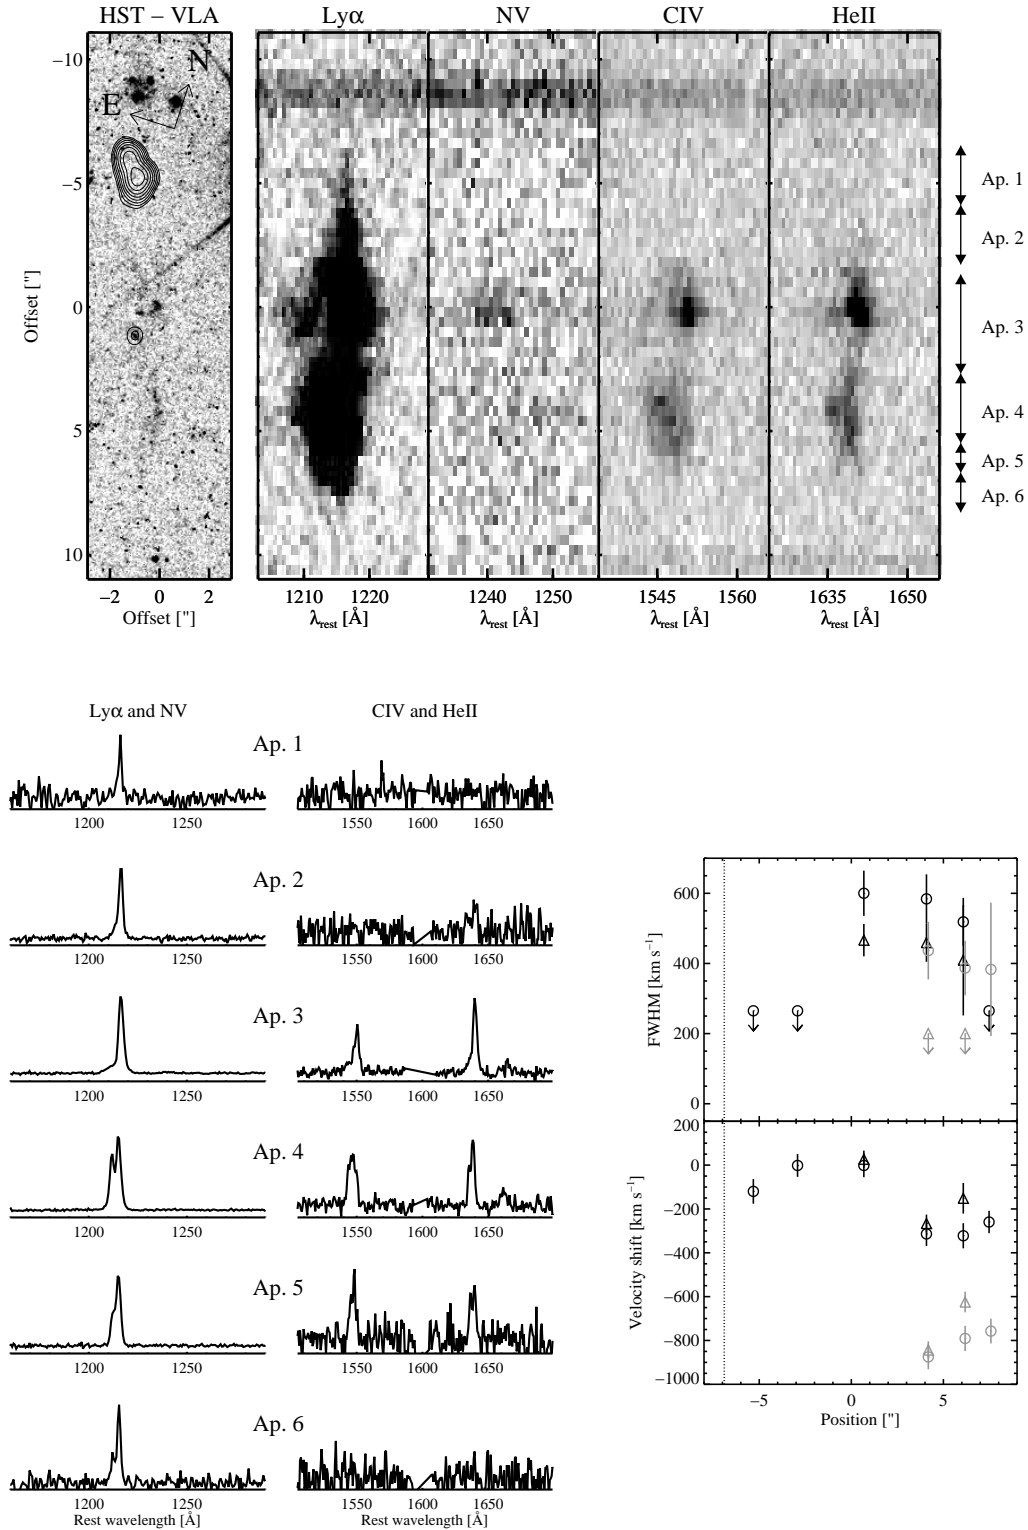 HST − VLA Lyα NV CIV HeII
−10
N
E
−5
0
5
10
Offset ["]
Ap. 1
Ap. 2
Ap. 3
Ap. 4
Ap. 5
Ap. 6
−2 0 2 1210 1220 1240 1250 1545 1560 1635 1650
Offset ["] λrest [Å] λrest [Å] λrest [Å] λrest [Å]
Lyα and NV CIV and HeII
Ap. 1
1200 1250 1550 1600 1650
Ap. 2
1200 1250 1550 1600 1650
Ap. 3
1200 1250 1550 1600 1650
Ap. 4
1200 1250 1550 1600 1650
Ap. 5
1200 1250 1550 1600 1650
Ap. 6
1200 1250 1550 1600 1650
Rest wavelength [Å] Rest wavelength [Å]
600
400
200
0
FWHM [km s−1]
200
0
−200
−400
−600
−800
−1000
Velocity shift [km s−1]
−5 0 5
Position ["]